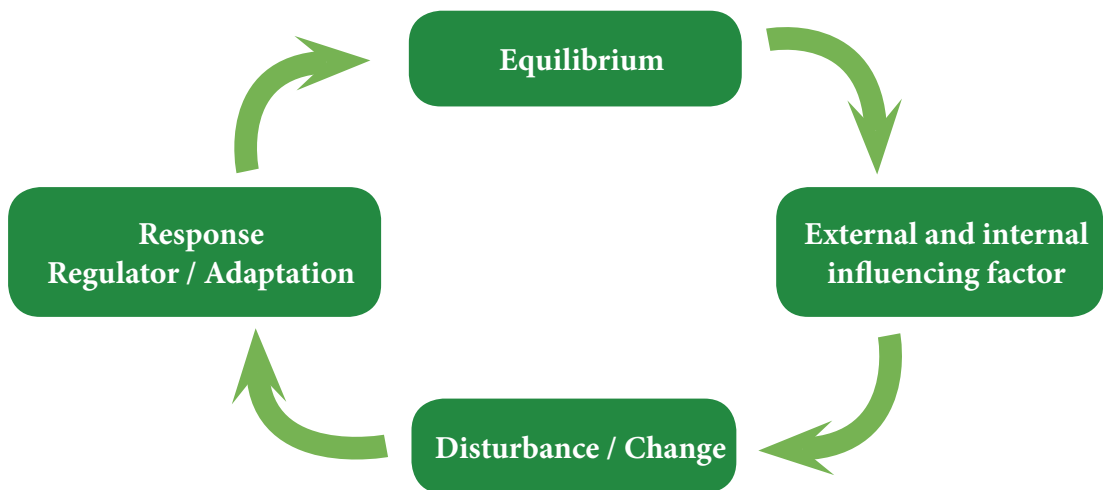 Equilibrium
External and internal
influencing factor
Disturbance / Change
Response
Regulator / Adaptation